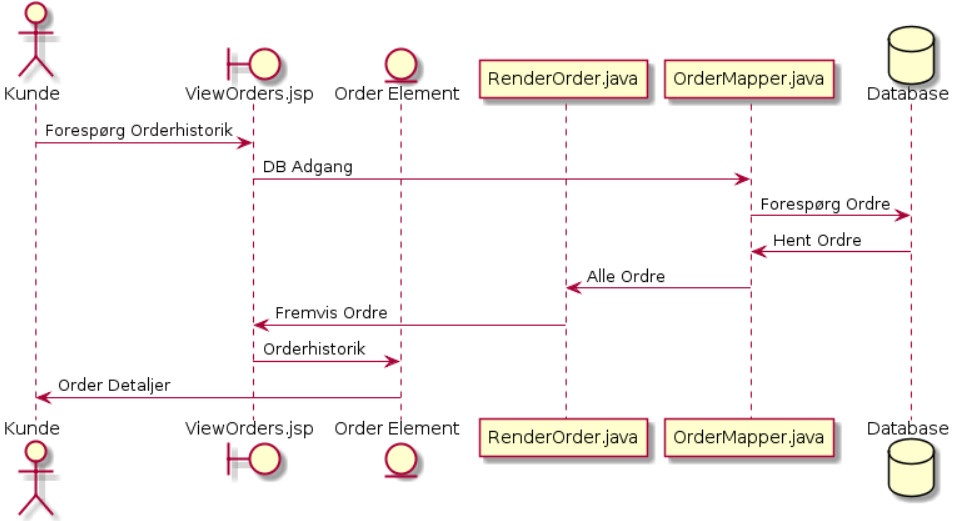 Kunde
ViewOrders.jsp
Order Element
RenderOrder.java
OrderMapper.java
Database
Forespørg Orderhistorik
DB Adgang
Forespørg Ordre
Hent Ordre
Alle Ordre
Fremvis Ordre
Orderhistorik
Order Detaljer
Kunde
ViewOrders.jsp
Order Element
RenderOrder.java
OrderMapper.java
Database